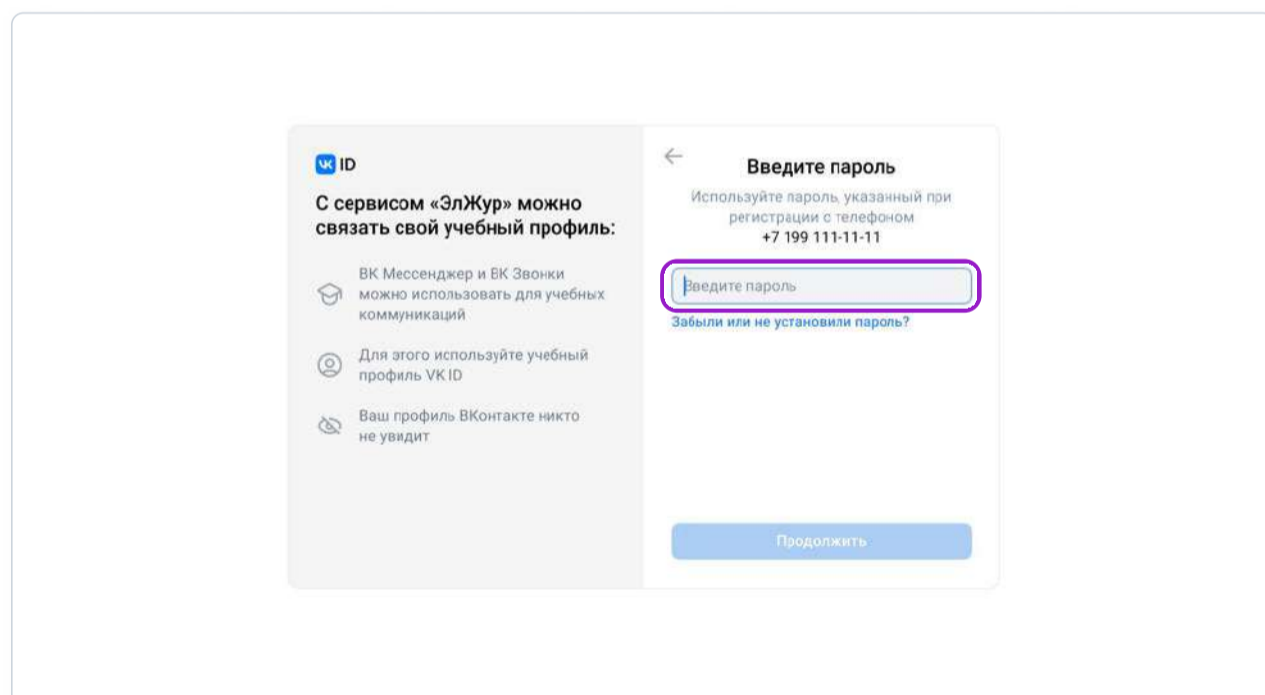 VK ID
С сервисом «ЭлЖур» можно
связать свой учебный профиль:
ВК Мессенджер и ВК Звонки
можно использовать для учебных
коммуникаций
Для этого используйте учебный
профиль VK ID
Ваш профиль ВКонтакте никто
не увидит
Введите пароль
Используйте пароль, указанный при
регистрации с телефоном
+7 199 111-11-11
Введите пароль
Забыли или не установили пароль?
Продолжить